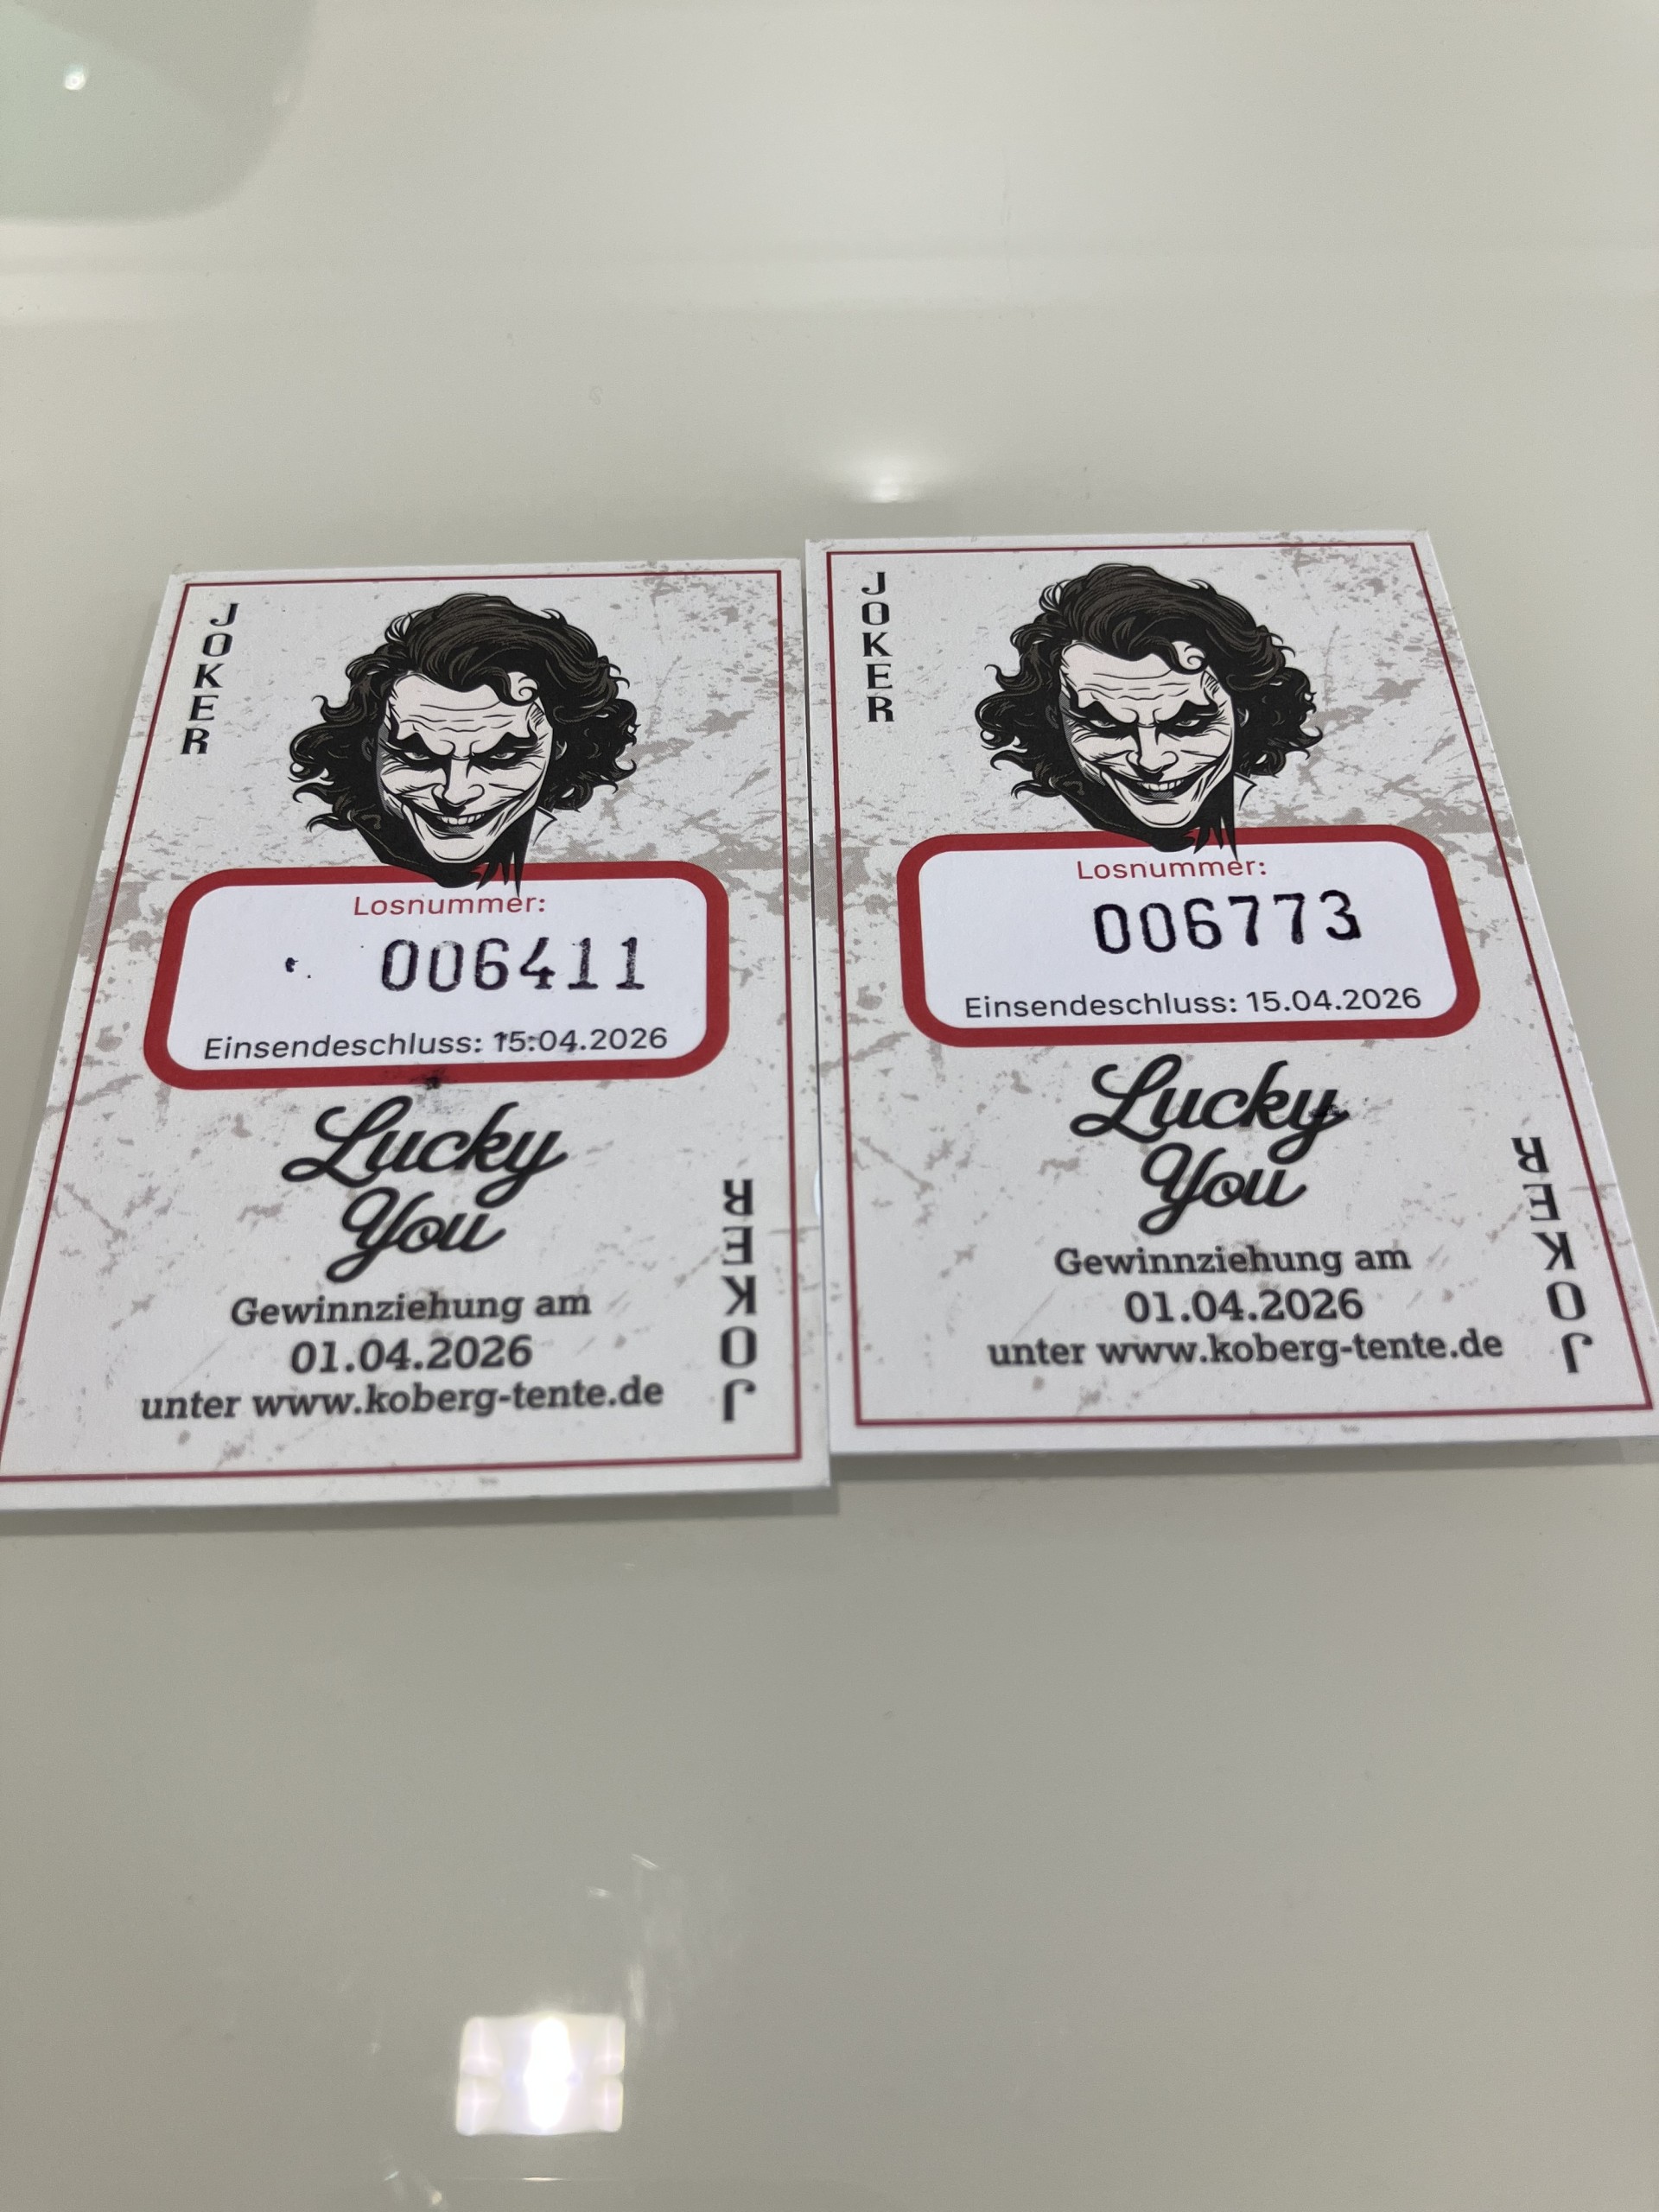 JOKER
Losnummer:
006411
Einsendeschluss: 15.04.2026
Lucky
You
Gewinnziehung am
01.04.2026
unter www.koberg-tente.de
JOKER
JOKER
Losnummer:
006773
Einsendeschluss: 15.04.2026
Lucky
You
Gewinnziehung am
01.04.2026
unter www.koberg-tente.de
JOKER